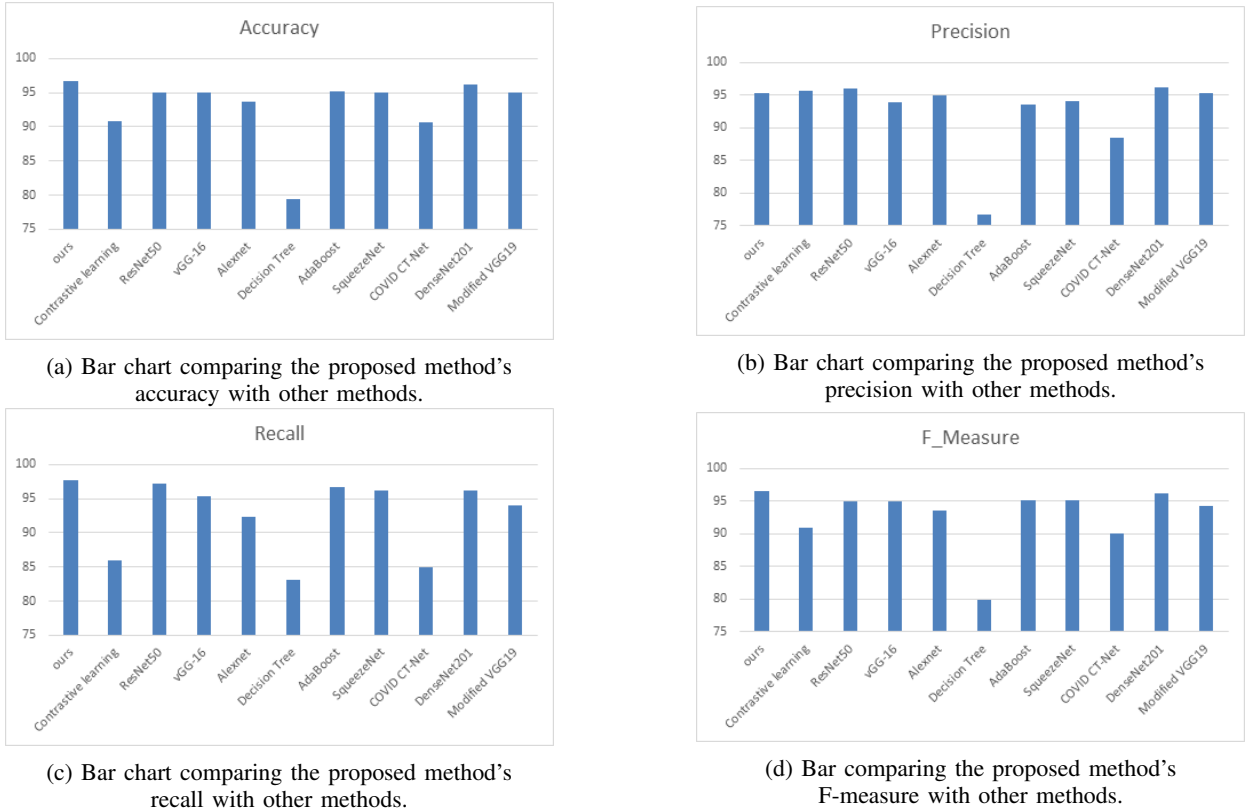 Accuracy
100
95
90
85
80
75
ours
Contrastive learning
ResNet50
vGG-16
Alexnet
Decision Tree
AdaBoost
SqueezeNet
COVID CT-Net
DenseNet201
Modified VGG19
(a) Bar chart comparing the proposed method's
accuracy with other methods.
Precision
100
95
90
85
80
75
ours
Contrastive learning
ResNet50
vGG-16
Alexnet
Decision Tree
AdaBoost
SqueezeNet
COVID CT-Net
DenseNet201
Modified VGG19
(b) Bar chart comparing the proposed method's
precision with other methods.
Recall
100
95
90
85
80
75
ours
Contrastive learning
ResNet50
vGG-16
Alexnet
Decision Tree
AdaBoost
SqueezeNet
COVID CT-Net
DenseNet201
Modified VGG19
(c) Bar chart comparing the proposed method's
recall with other methods.
F_Measure
100
95
90
85
80
75
ours
Contrastive learning
ResNet50
vGG-16
Alexnet
Decision Tree
AdaBoost
SqueezeNet
COVID CT-Net
DenseNet201
Modified VGG19
(d) Bar comparing the proposed method's
F-measure with other methods.